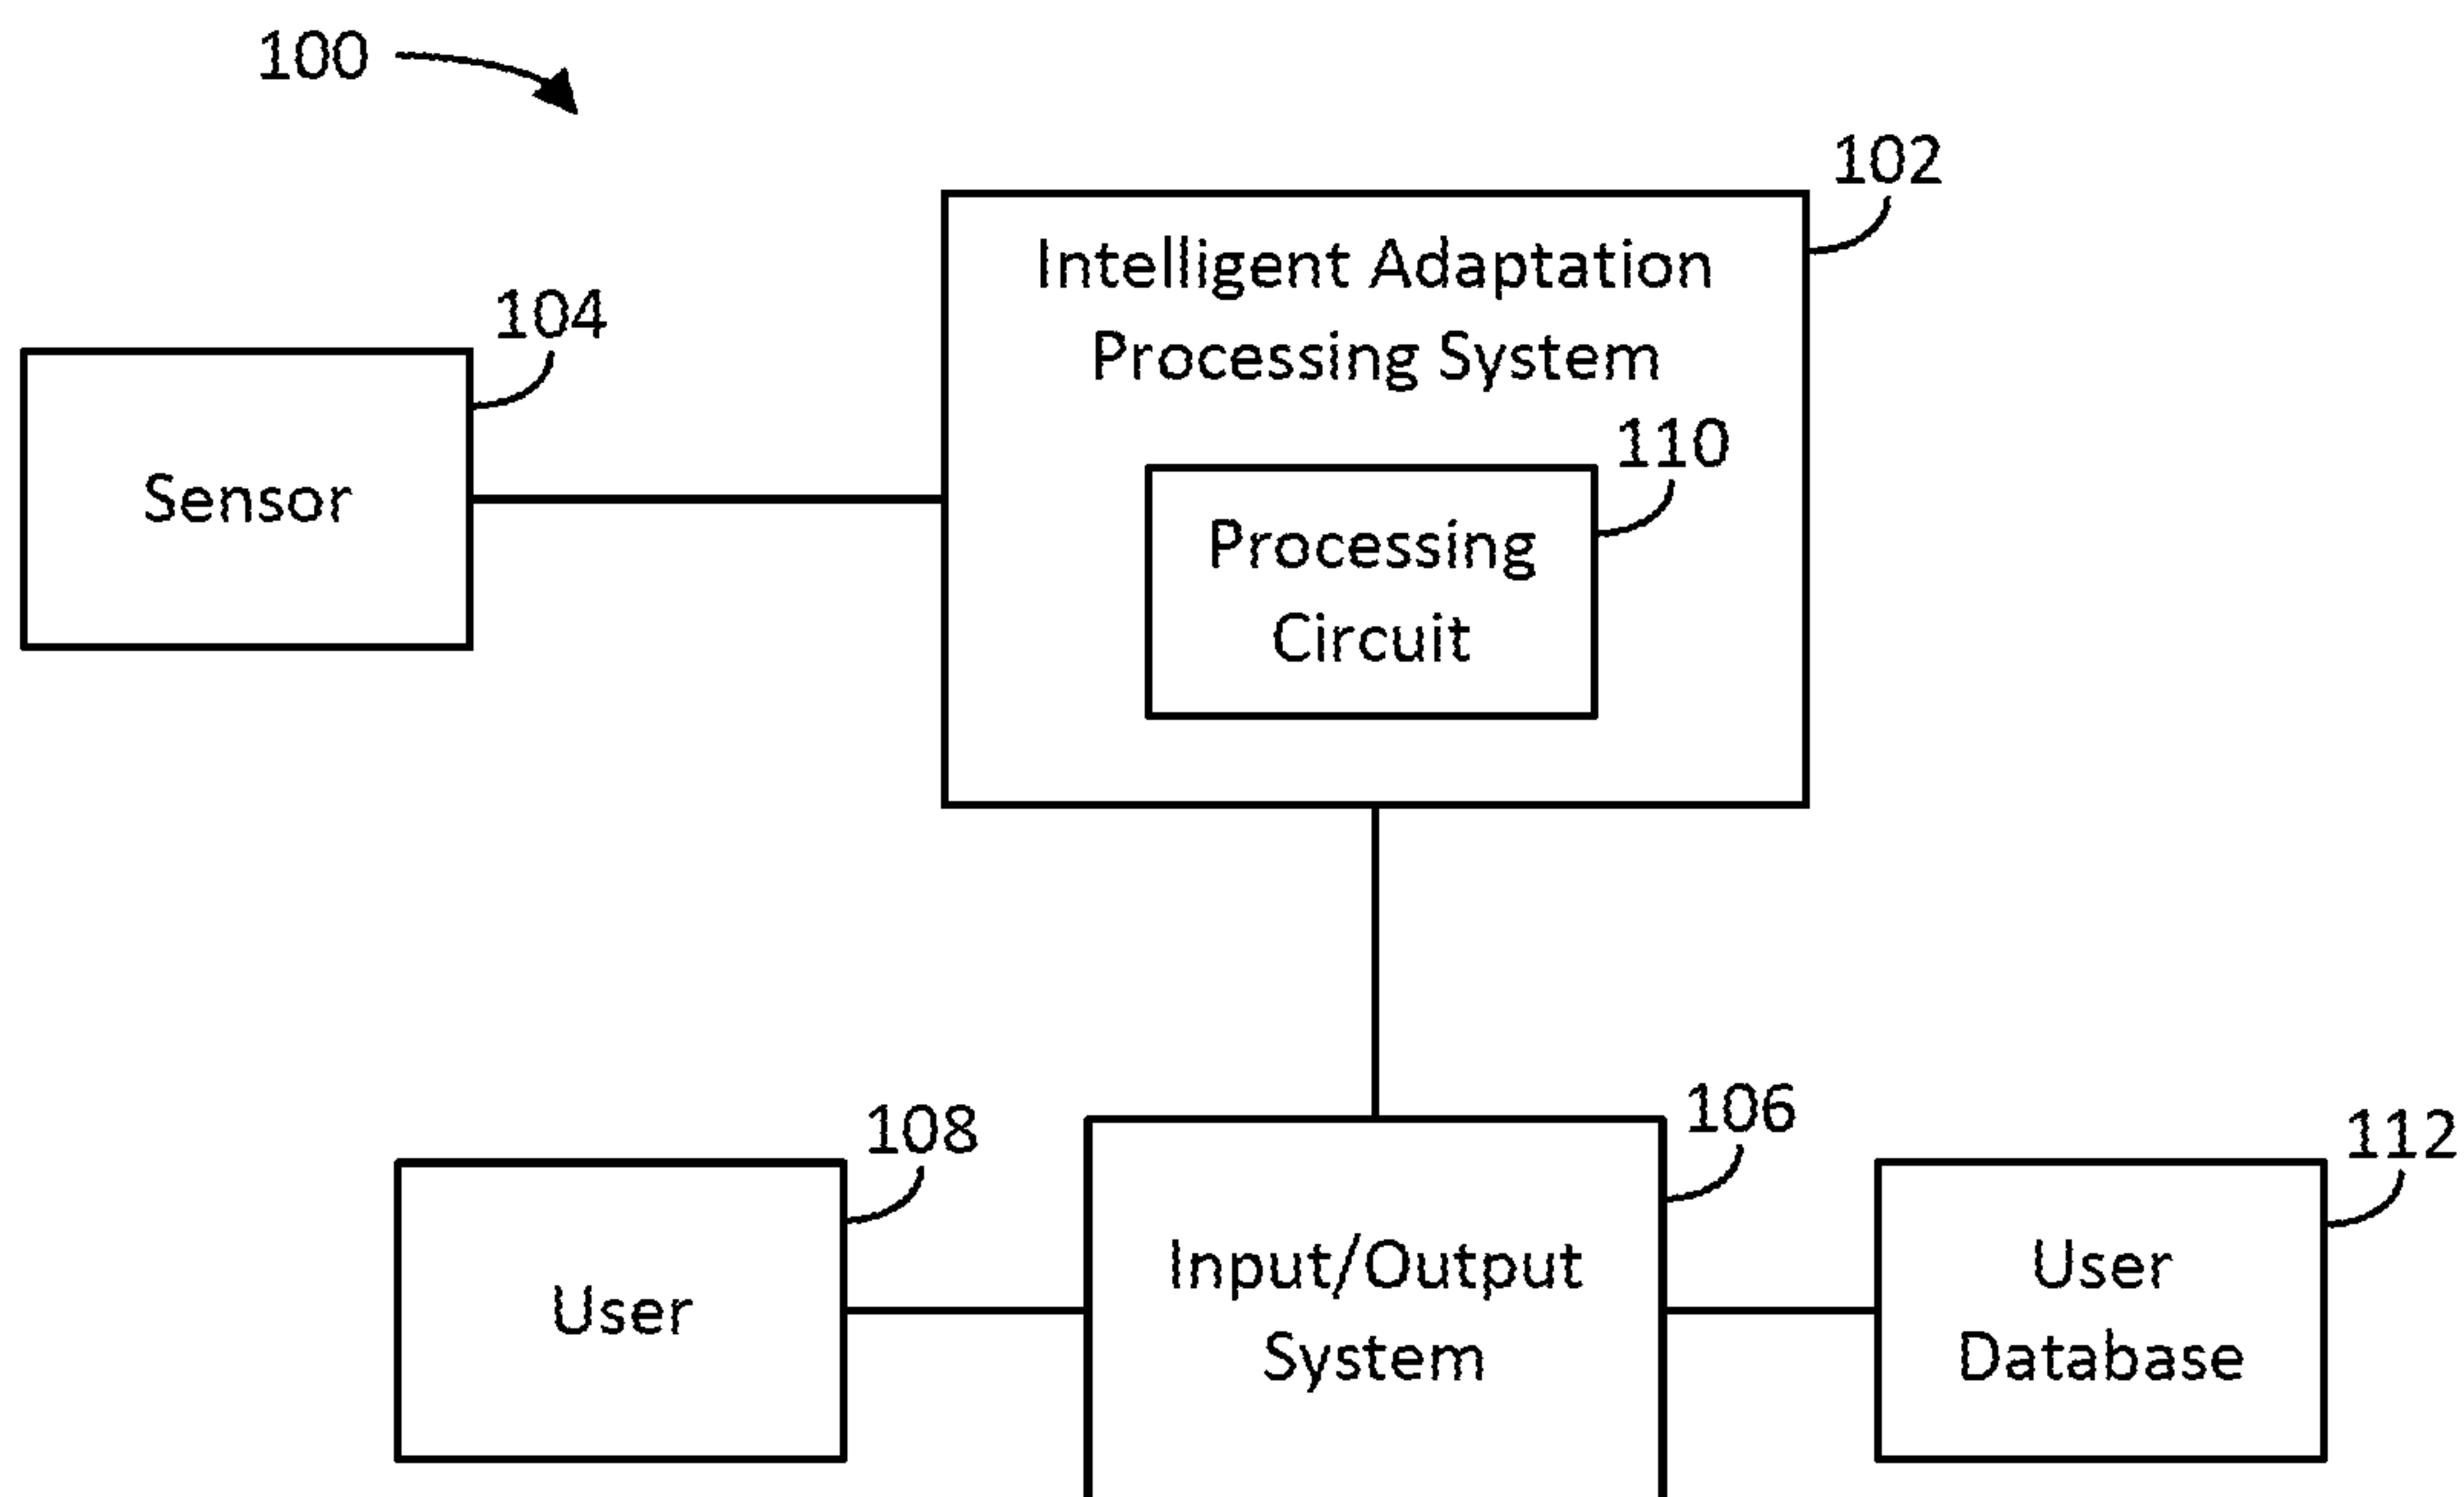 100
102
Intelligent Adaptation
Processing System
104
Sensor
110
Processing
Circuit
108
User
106
Input/Output
System
112
User
Database